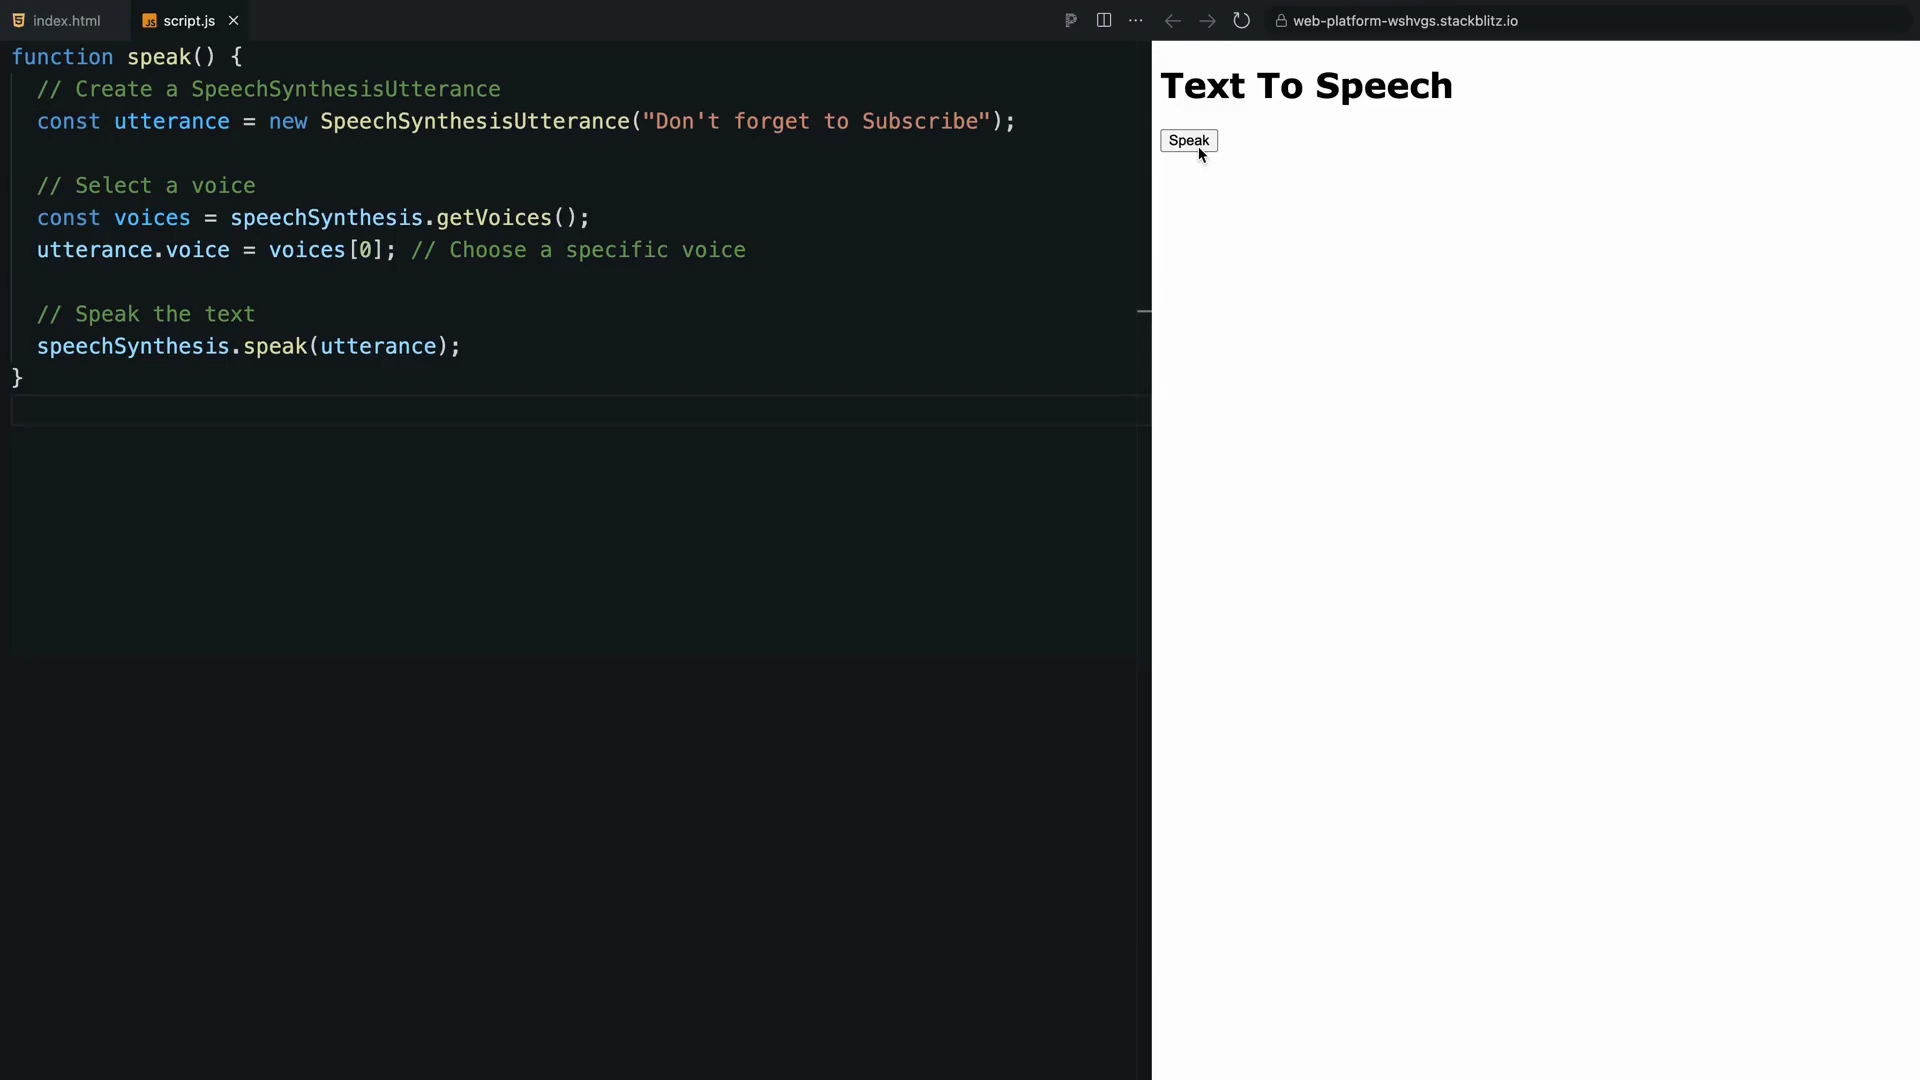 index.html
JS script.js
web-platform-wshvgs.stackblitz.io
function speak() {
// Create a SpeechSynthesisUtterance
const utterance = new SpeechSynthesisUtterance("Don't forget to Subscribe");
// Select a voice
const voices = speechSynthesis.getVoices();
utterance.voice = voices[0]; // Choose a specific voice
// Speak the text
speechSynthesis.speak(utterance);
}
Text To Speech
Speak